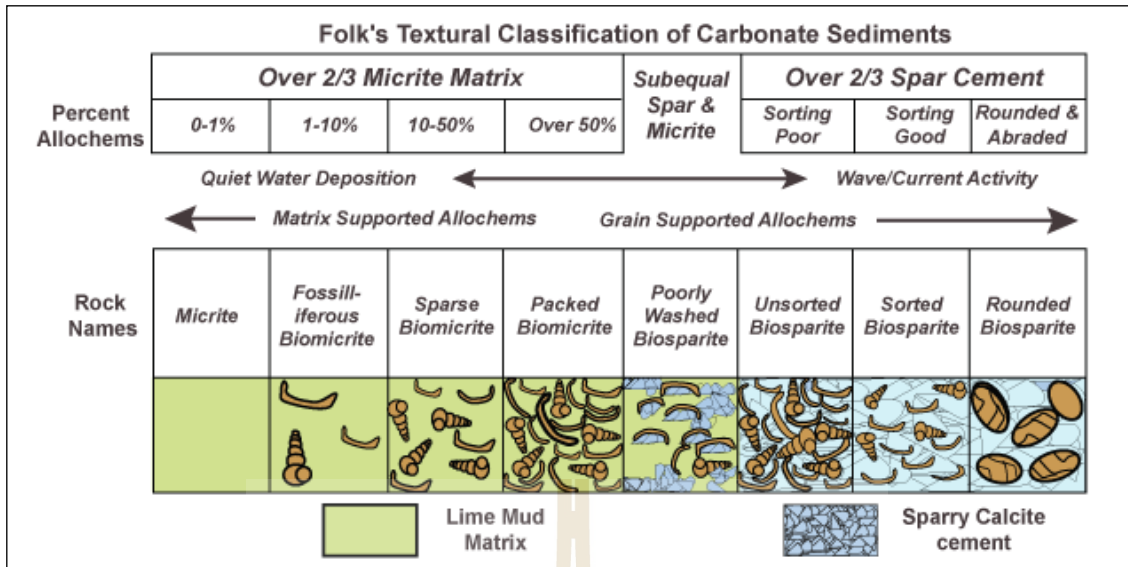 Folk's Textural Classification of Carbonate Sediments
Over 2/3 Micrite Matrix
Subequal
Spar &
Micrite
Over 2/3 Spar Cement
Percent
Allochems
0-1%
1-10%
10-50%
Over 50%
Sorting
Poor
Sorting
Good
Rounded &
Abraded
Quiet Water Deposition
Wave/Current Activity
Matrix Supported Allochems
Grain Supported Allochems
Rock
Names
Micrite
Fossill-
iferous
Biomicrite
Sparse
Biomicrite
Packed
Biomicrite
Poorly
Washed
Biosparite
Unsorted
Biosparite
Sorted
Biosparite
Rounded
Biosparite
Lime Mud
Matrix
Sparry Calcite
cement